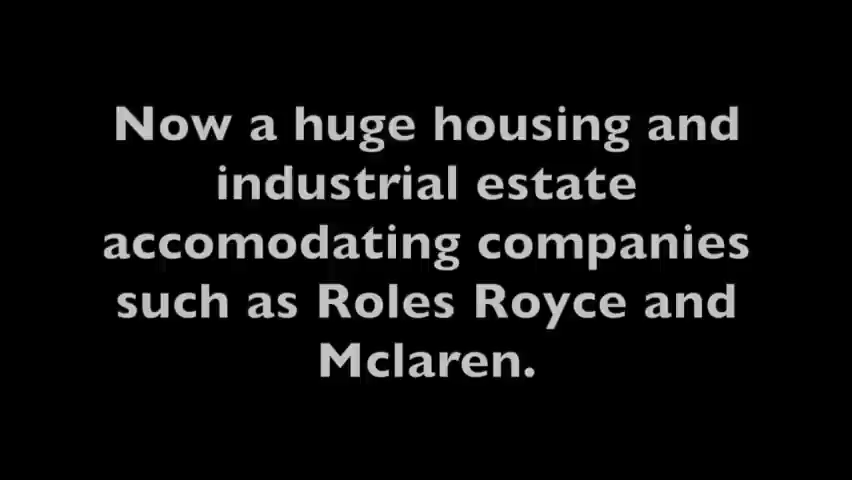 Now a huge housing and
industrial estate
accomodating companies
such as Roles Royce and
Mclaren.